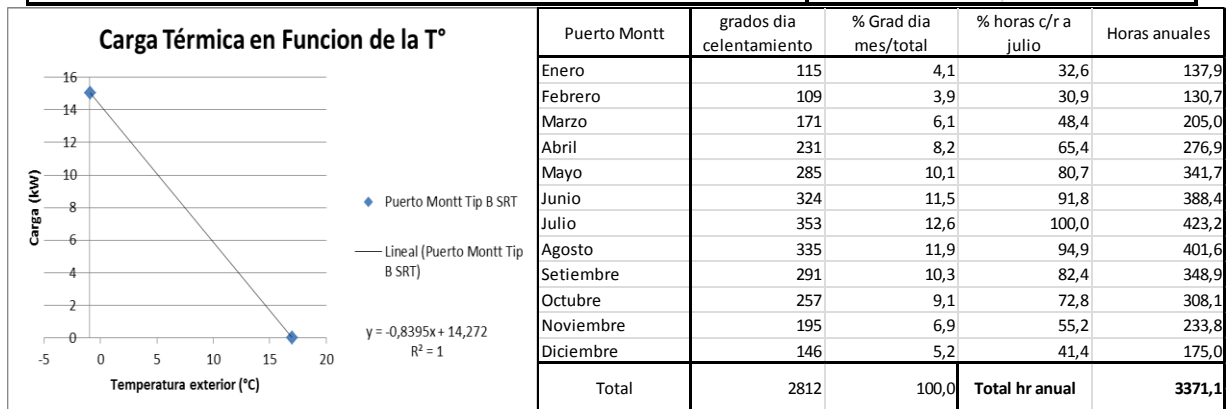 Carga Térmica en Funcion de la T°
16
14
12
10
8
6
4
2
0
-5 0 5 10 15 20
Carga (kW)
Temperatura exterior (°C)
Puerto Montt Tip B SRT
Lineal (Puerto Montt Tip
B SRT)
y = -0,8395x + 14,272
R² = 1
Puerto Montt grados dia celentamiento % Grad dia mes/total % horas c/r a julio Horas anuales
Enero 115 4,1 32,6 137,9
Febrero 109 3,9 30,9 130,7
Marzo 171 6,1 48,4 205,0
Abril 231 8,2 65,4 276,9
Mayo 285 10,1 80,7 341,7
Junio 324 11,5 91,8 388,4
Julio 353 12,6 100,0 423,2
Agosto 335 11,9 94,9 401,6
Setiembre 291 10,3 82,4 348,9
Octubre 257 9,1 72,8 308,1
Noviembre 195 6,9 55,2 233,8
Diciembre 146 5,2 41,4 175,0
Total 2812 100,0 Total hr anual 3371,1